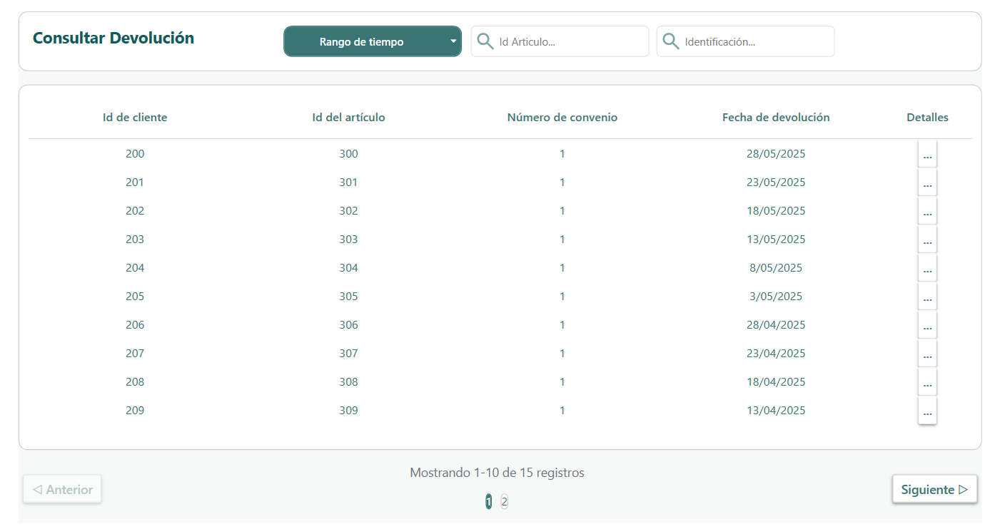 Consultar Devolución
Rango de tiempo
Id Articulo...
Identificación...
Id de cliente Id del artículo Número de convenio Fecha de devolución Detalles
200 300 1 28/05/2025 ...
201 301 1 23/05/2025 ...
202 302 1 18/05/2025 ...
203 303 1 13/05/2025 ...
204 304 1 8/05/2025 ...
205 305 1 3/05/2025 ...
206 306 1 28/04/2025 ...
207 307 1 23/04/2025 ...
208 308 1 18/04/2025 ...
209 309 1 13/04/2025 ...
Mostrando 1-10 de 15 registros
◁ Anterior
Siguiente ▷
1 2